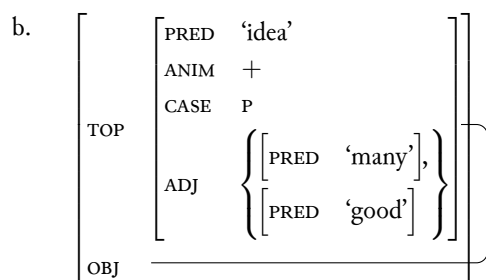 b.
PRED ‘idea’
ANIM +
CASE P
TOP
ADJ { [PRED ‘many’],
[PRED ‘good’] }
OBJ